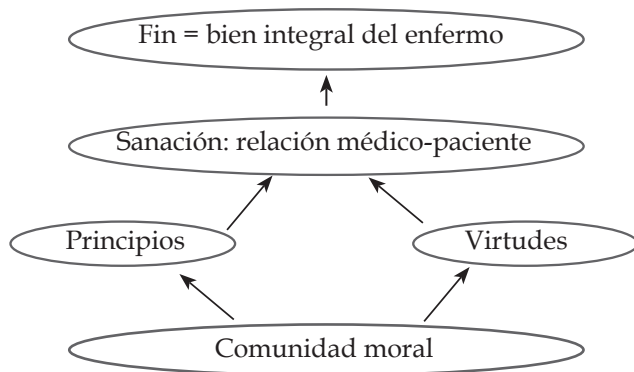 Fin = bien integral del enfermo
Sanación: relación médico-paciente
Principios
Virtudes
Comunidad moral